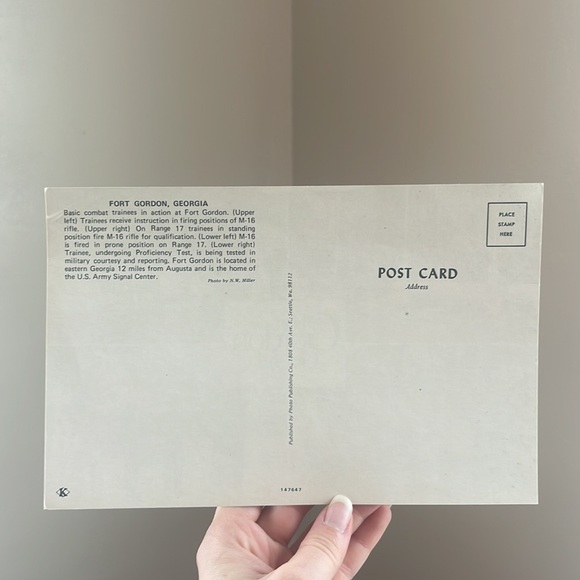 FORT GORDON, GEORGIA
Basic combat trainees in action at Fort Gordon. (Upper
left) Trainees receive instruction in firing positions of M-16
rifle. (Upper right) On Range 17 trainees in standing
position fire M-16 rifle for qualification. (Lower left) M-16
is fired in prone position on Range 17. (Lower right)
Trainee, undergoing Proficiency Test, is being tested in
military courtesy and reporting. Fort Gordon is located in
eastern Georgia 12 miles from Augusta and is the home of
the U.S. Army Signal Center.
Photo by N.W. Miller
Published by Photo Publishing Co., 1809 40th Ave. E., Seattle, Wa. 98112
PLACE
STAMP
HERE
POST CARD
Address
K
147647